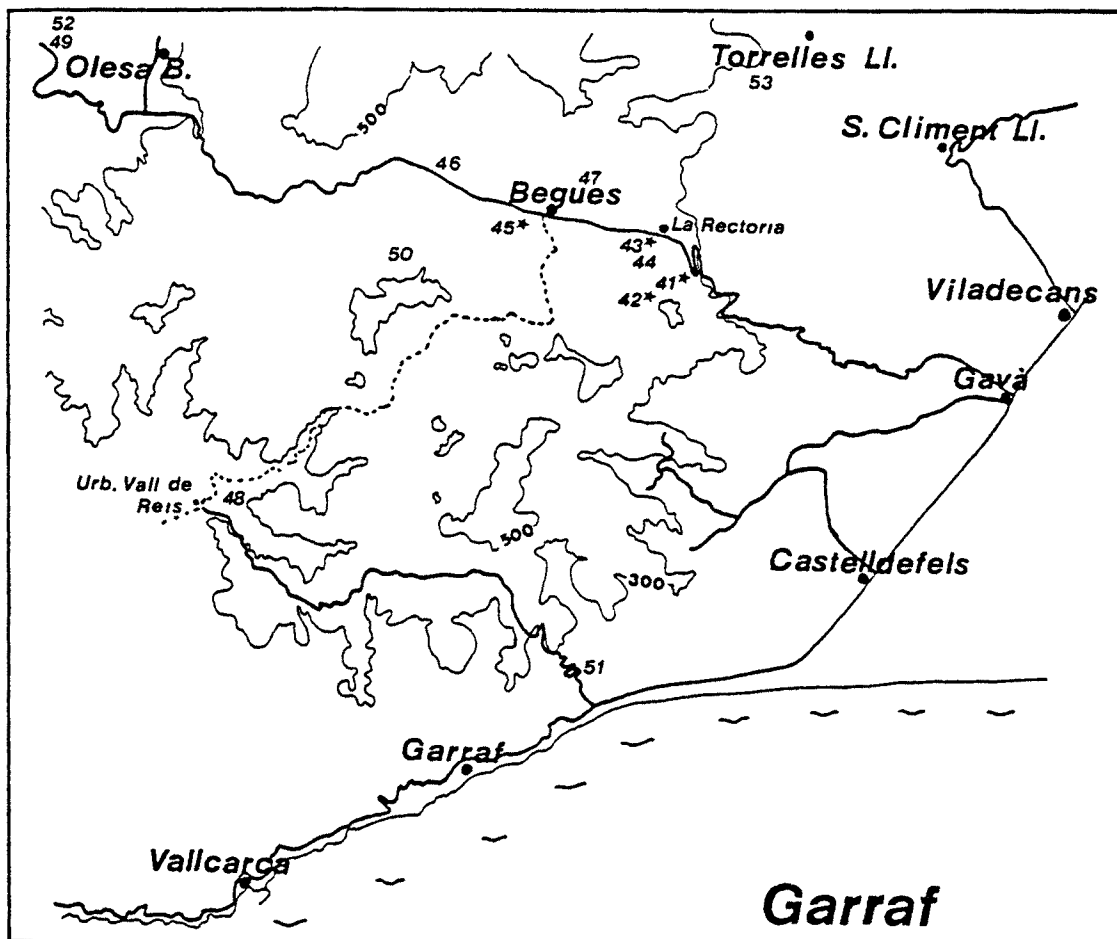 52
49
Olesa B.
Torrelles Ll.
53
500
S. Climent Ll.
46
47
Begues
45*
La Rectoria
43*
44
41*
42*
50
Viladecans
Gavà
Urb. Vall de
Reis
48
500
300
Castelldefels
51
Garraf
Vallcarca
Garraf